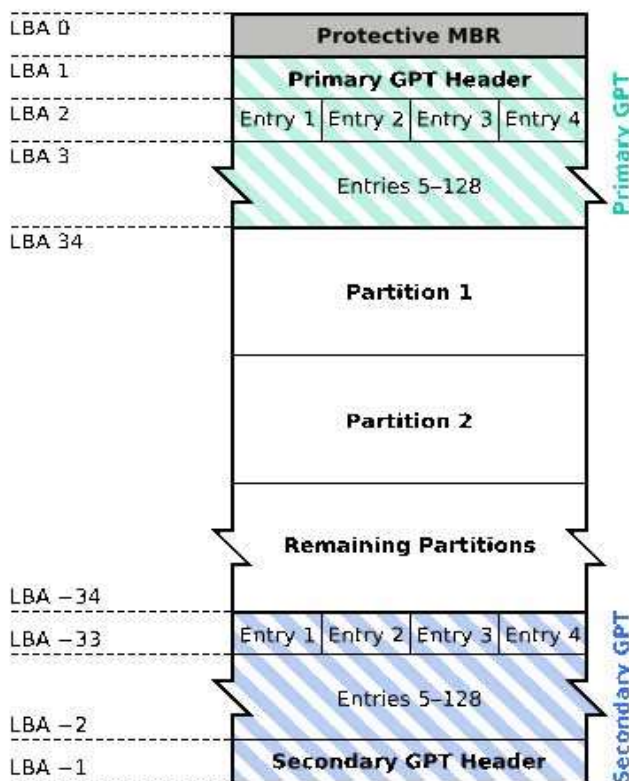 LBA 0
Protective MBR
LBA 1
Primary GPT Header
LBA 2
Entry 1 Entry 2 Entry 3 Entry 4
LBA 3
Entries 5–128
Primary GPT
LBA 34
Partition 1
Partition 2
Remaining Partitions
LBA −34
LBA −33
Entry 1 Entry 2 Entry 3 Entry 4
Entries 5–128
LBA −2
Secondary GPT Header
LBA −1
Secondary GPT